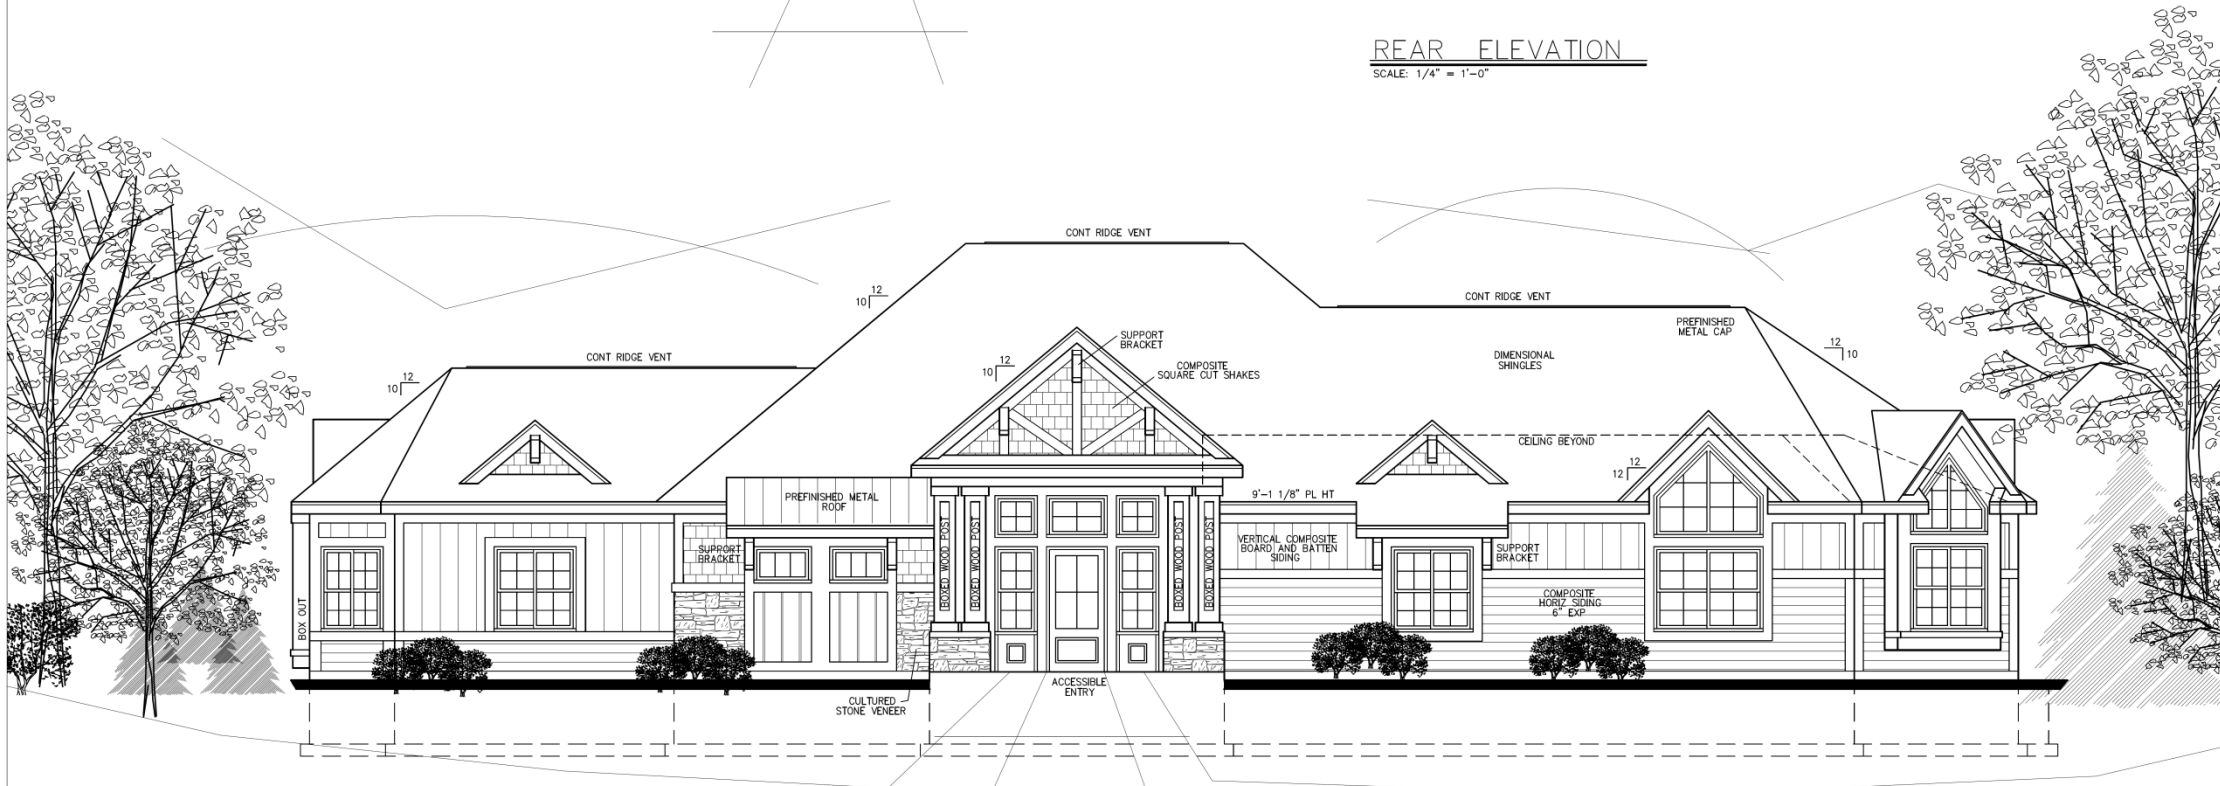 REAR ELEVATION
SCALE: 1/4" = 1'-0"
CONT RIDGE VENT
12
10
CONT RIDGE VENT
PREFINISHED
METAL CAP
SUPPORT
BRACKET
12
10
CONT RIDGE VENT
DIMENSIONAL
SHINGLES
12
10
COMPOSITE
SQUARE CUT SHAKES
12
10
CEILING BEYOND
12
12
PREFINISHED METAL
ROOF
9'-1 1/8" PL HT
BOXED WOOD POST
BOXED WOOD POST
BOXED WOOD POST
BOXED WOOD POST
SUPPORT
BRACKET
VERTICAL COMPOSITE
BOARD AND BATTEN
SIDING
SUPPORT
BRACKET
COMPOSITE
HORIZ SIDING
6" EXP
BOX OUT
ACCESSIBLE
ENTRY
CULTURED
STONE VENEER